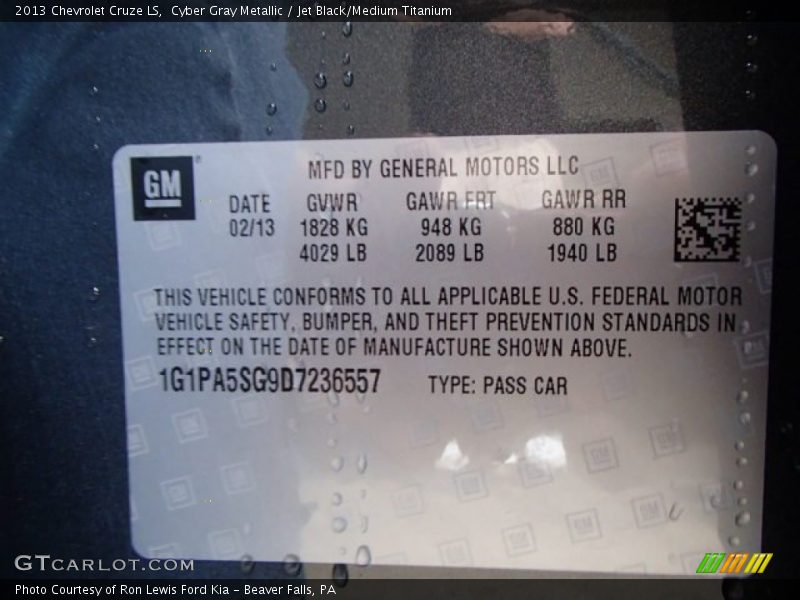 2013 Chevrolet Cruze LS, Cyber Gray Metallic / Jet Black/Medium Titanium
GM
MFD BY GENERAL MOTORS LLC
DATE GVWR GAWR FRT GAWR RR
02/13 1828 KG 948 KG 880 KG
4029 LB 2089 LB 1940 LB
THIS VEHICLE CONFORMS TO ALL APPLICABLE U.S. FEDERAL MOTOR
VEHICLE SAFETY, BUMPER, AND THEFT PREVENTION STANDARDS IN
EFFECT ON THE DATE OF MANUFACTURE SHOWN ABOVE.
1G1PA5SG9D7236557 TYPE: PASS CAR
GTCARLOT.COM
Photo Courtesy of Ron Lewis Ford Kia - Beaver Falls, PA